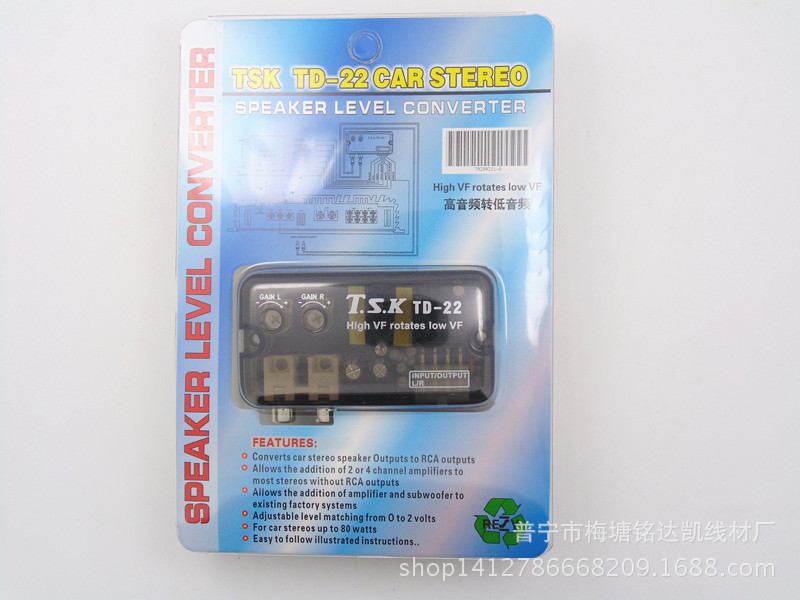 TSK TD-22 CAR STEREO
SPEAKER LEVEL CONVERTER
SPEAKER LEVEL CONVERTER
High VF rotates low VF
高音频转低音频
GAIN L
GAIN R
T.S.K TD-22
High VF rotates low VF
INPUT/OUTPUT
L/R
FEATURES:
Converts car stereo speaker Outputs to RCA outputs
Allows the addition of 2 or 4 channel amplifiers to
most stereos without RCA outputs
Allows the addition of amplifier and subwoofer to
existing factory systems
Adjustable level matching from O to 2 volts
For car stereos up to 80 watts
Easy to follow illustrated instructions..
普宁市梅塘铭达凯线材厂
shop1412786668209.1688.com